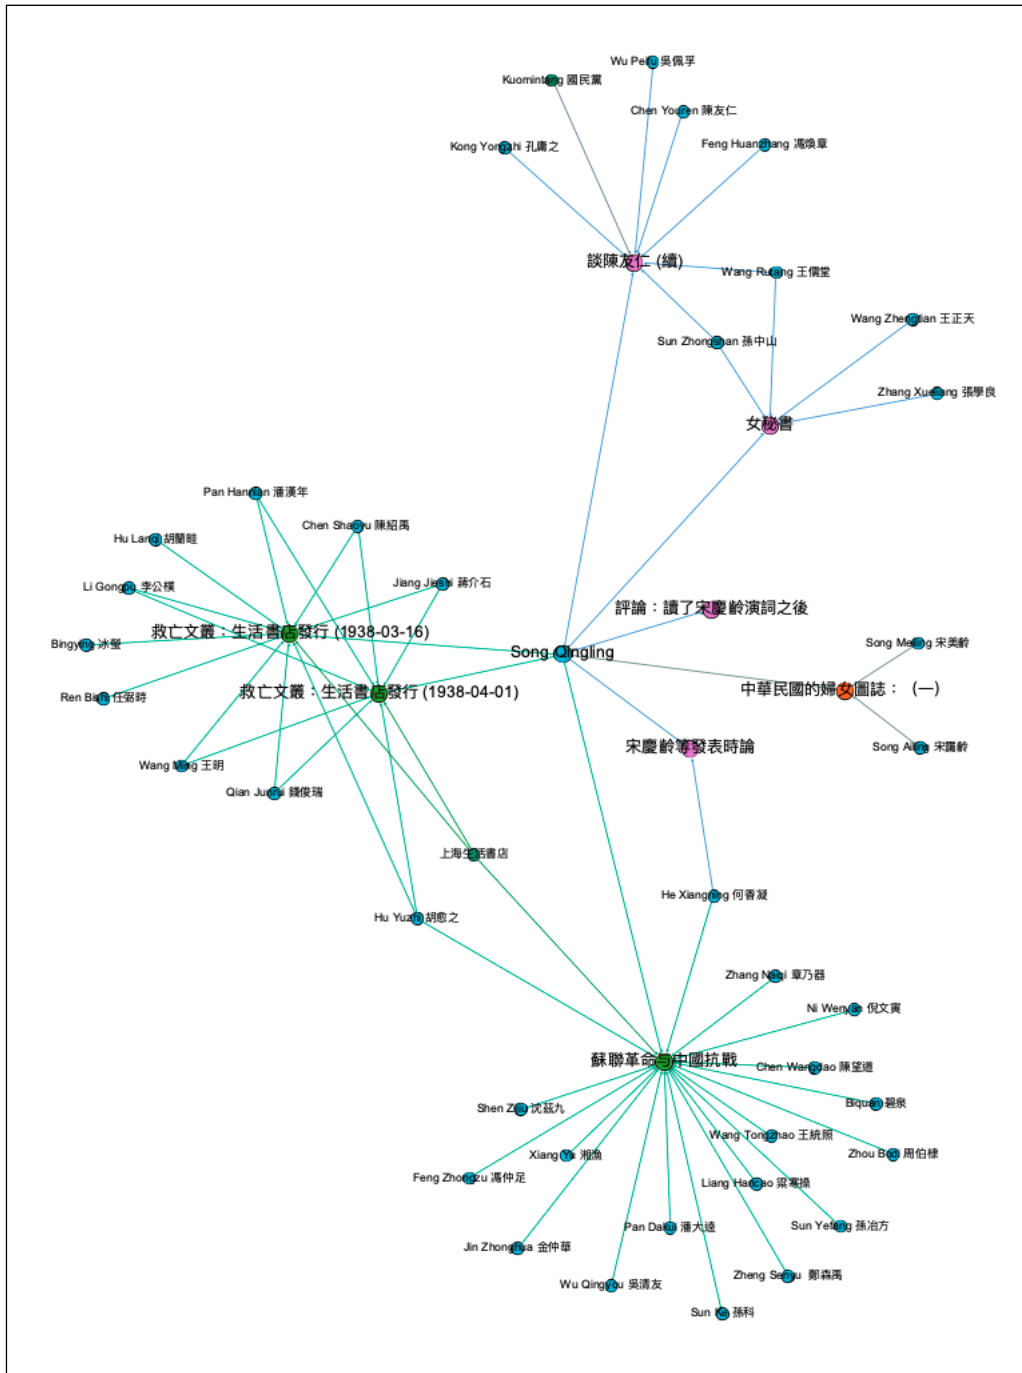 Wu Peifu 吳佩孚
Kuomintang 國民黨
Chen Youren 陳友仁
Feng Huanzhang 馮煥章
Kong Yongzhi 孔庸之
談陳友仁 (續)
Wang Rutang 王儒堂
Wang Zhengtian 王正天
Sun Zhongshan 孫中山
Zhang Xueliang 張學良
女秘書
Pan Hannian 潘漢年
Chen Shaoyu 陳紹禹
Hu Lanqi 胡蘭畦
Li Gongpu 李公樸
Jiang Jieshi 蔣介石
評論：讀了宋慶齡演詞之後
救亡文叢：生活書店發行 (1938-03-16)
Bingying 冰瑩
Song Meiling 宋美齡
Song Qingling
Ren Bishi 任弼時
救亡文叢：生活書店發行 (1938-04-01)
中華民國的婦女圖誌： (一)
宋慶齡等發表時論
Song Ailing 宋靄齡
Wang Ming 王明
Qian Junrui 錢俊瑞
上海生活書店
He Xiangning 何香凝
Hu Yuzhi 胡愈之
Zhang Naiqi 章乃器
Ni Wenyan 倪文寅
蘇聯革命与中國抗戰
Chen Wangdao 陳望道
Biquan 碧泉
Shen Zijiu 沈茲九
Wang Tongzhao 王統照
Xiang Yu 湘漁
Zhou Bodi 周伯棣
Feng Zhongzu 馮仲足
Liang Hancao 梁寒操
Pan Dakui 潘大逵
Sun Yefang 孫冶方
Jin Zhonghua 金仲華
Zheng Senyu 鄭森禹
Wu Qingyou 吳清友
Sun Ke 孫科